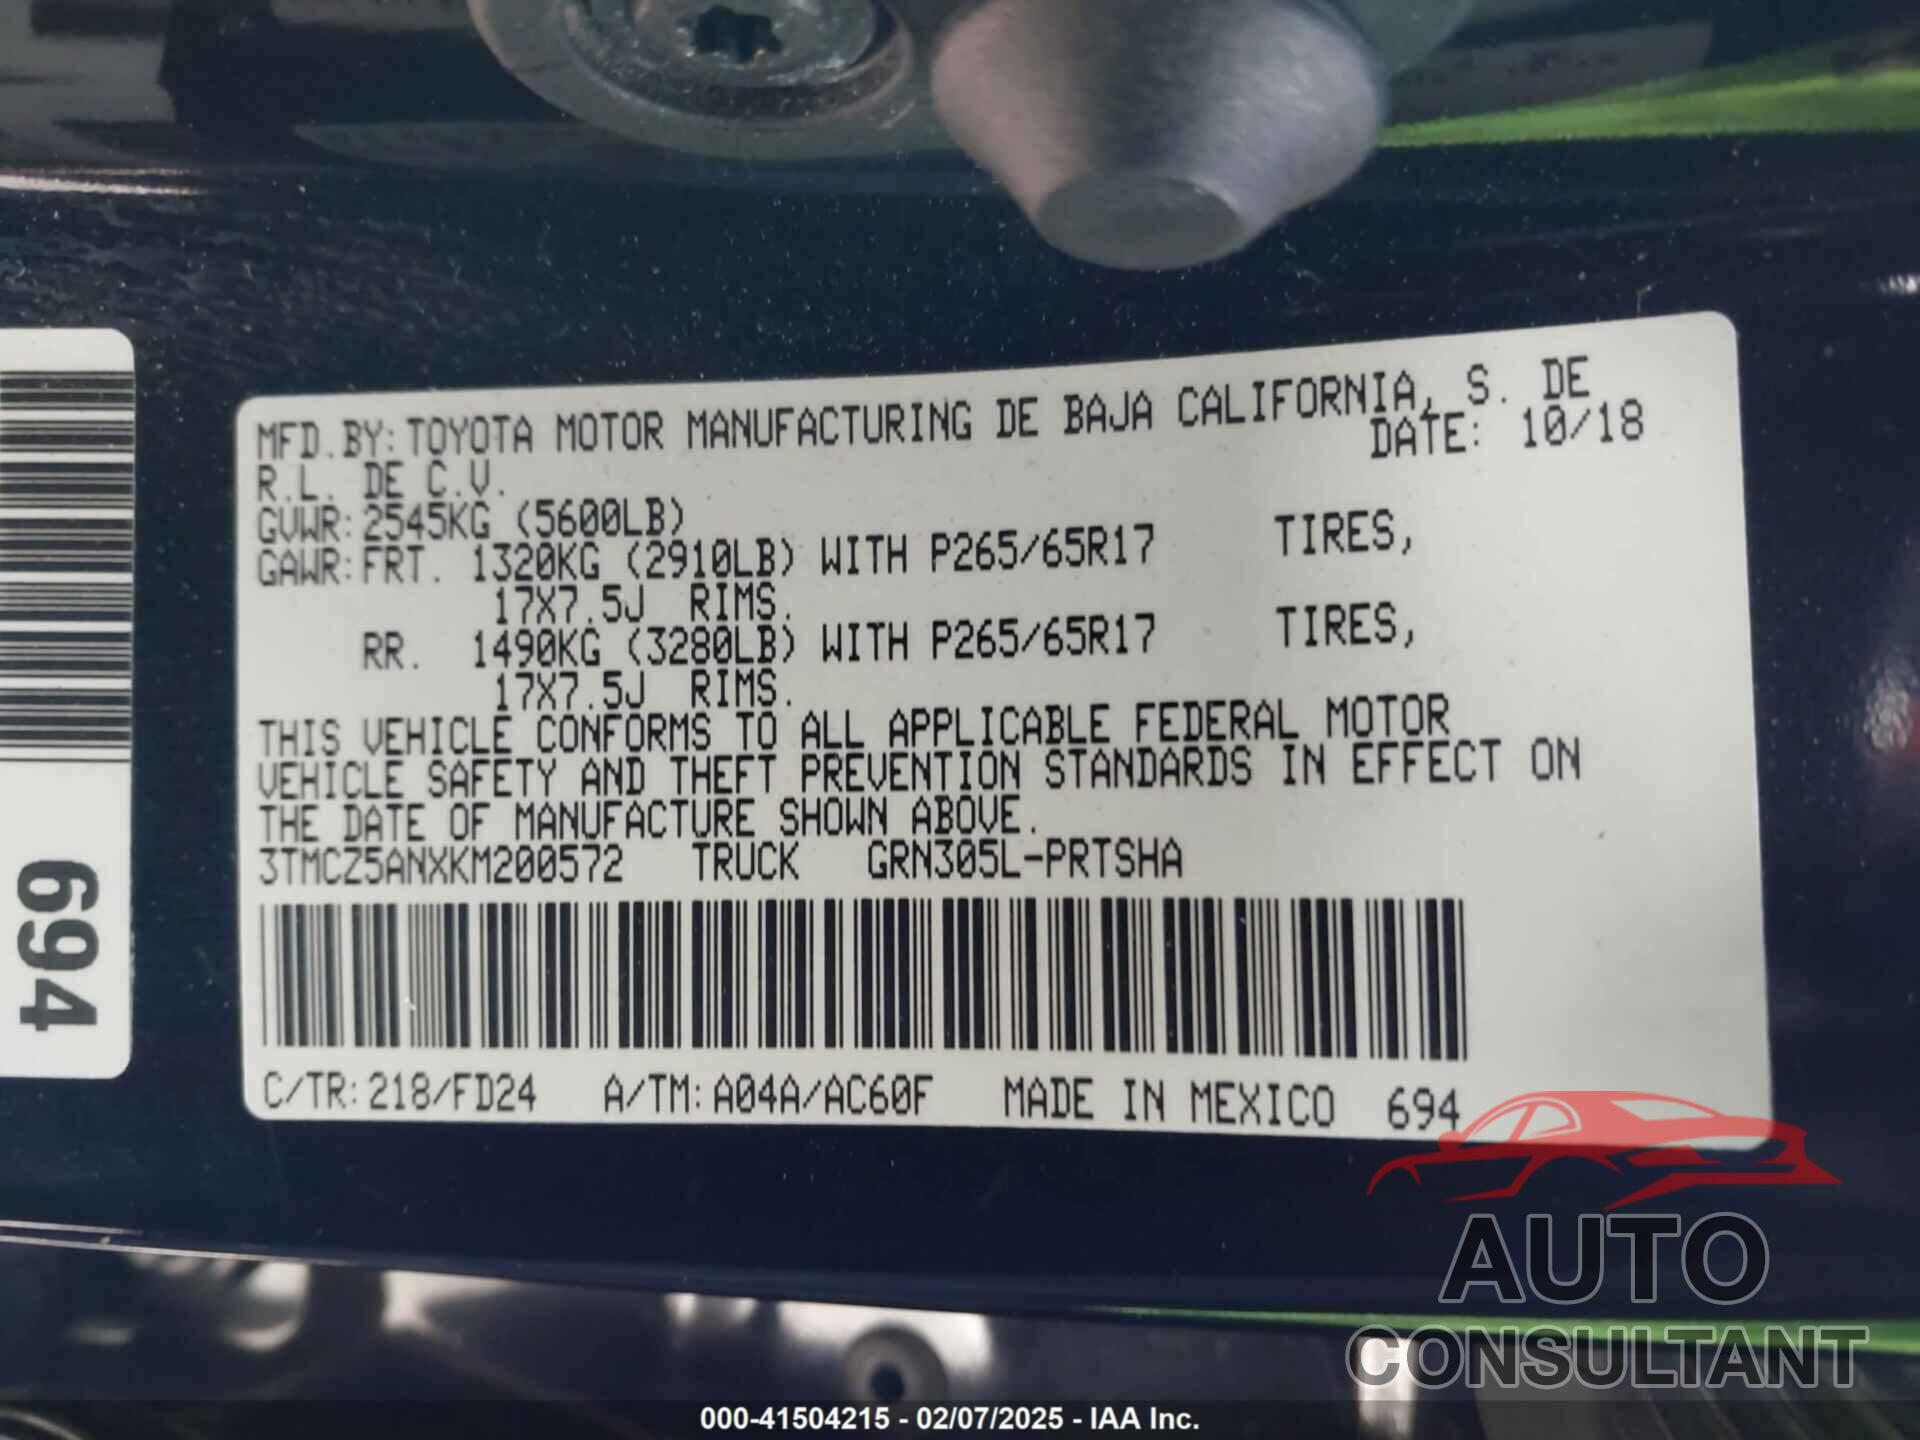 MFD.BY:TOYOTA MOTOR MANUFACTURING DE BAJA CALIFORNIA, S. DE
R.L. DE C.V.
DATE: 10/18
GVWR:2545KG (5600LB)
GAWR:FRT. 1320KG (2910LB) WITH P265/65R17 TIRES,
17X7.5J RIMS.
RR. 1490KG (3280LB) WITH P265/65R17 TIRES,
17X7.5J RIMS.
THIS VEHICLE CONFORMS TO ALL APPLICABLE FEDERAL MOTOR
VEHICLE SAFETY AND THEFT PREVENTION STANDARDS IN EFFECT ON
THE DATE OF MANUFACTURE SHOWN ABOVE.
3TMCZ5ANXKM200572 TRUCK GRN305L-PRTSHA
C/TR:218/FD24 A/TM:A04A/AC60F MADE IN MEXICO 694
694
AUTO
CONSULTANT
000-41504215 - 02/07/2025 - IAA Inc.